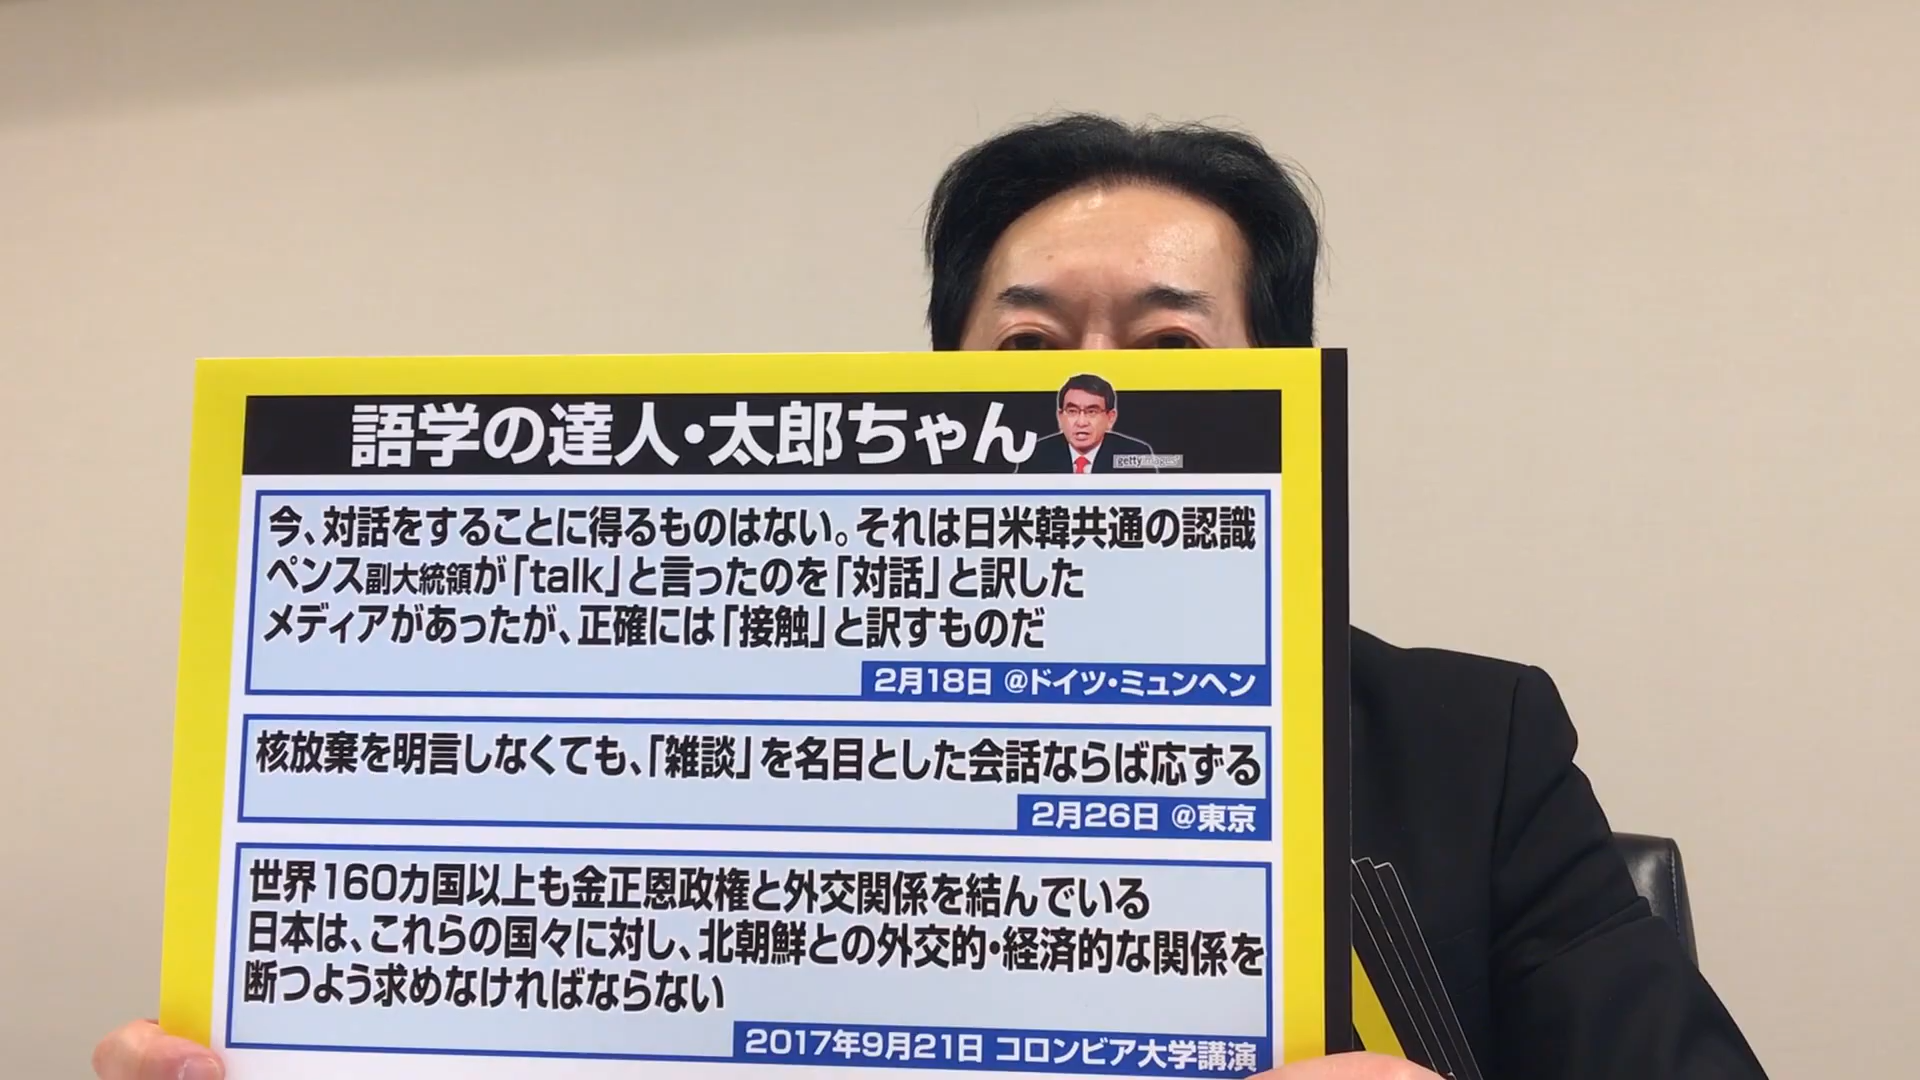 語学の達人・太郎ちゃん
gettyimages
今、対話をすることに得るものはない。それは日米韓共通の認識
ペンス副大統領が「talk」と言ったのを「対話」と訳した
メディアがあったが、正確には「接触」と訳すものだ
2月18日 @ドイツ・ミュンヘン
核放棄を明言しなくても、「雑談」を名目とした会話ならば応ずる
2月26日 @東京
世界160カ国以上も金正恩政権と外交関係を結んでいる
日本は、これらの国々に対し、北朝鮮との外交的・経済的な関係を
断つよう求めなければならない
2017年9月21日 コロンビア大学講演